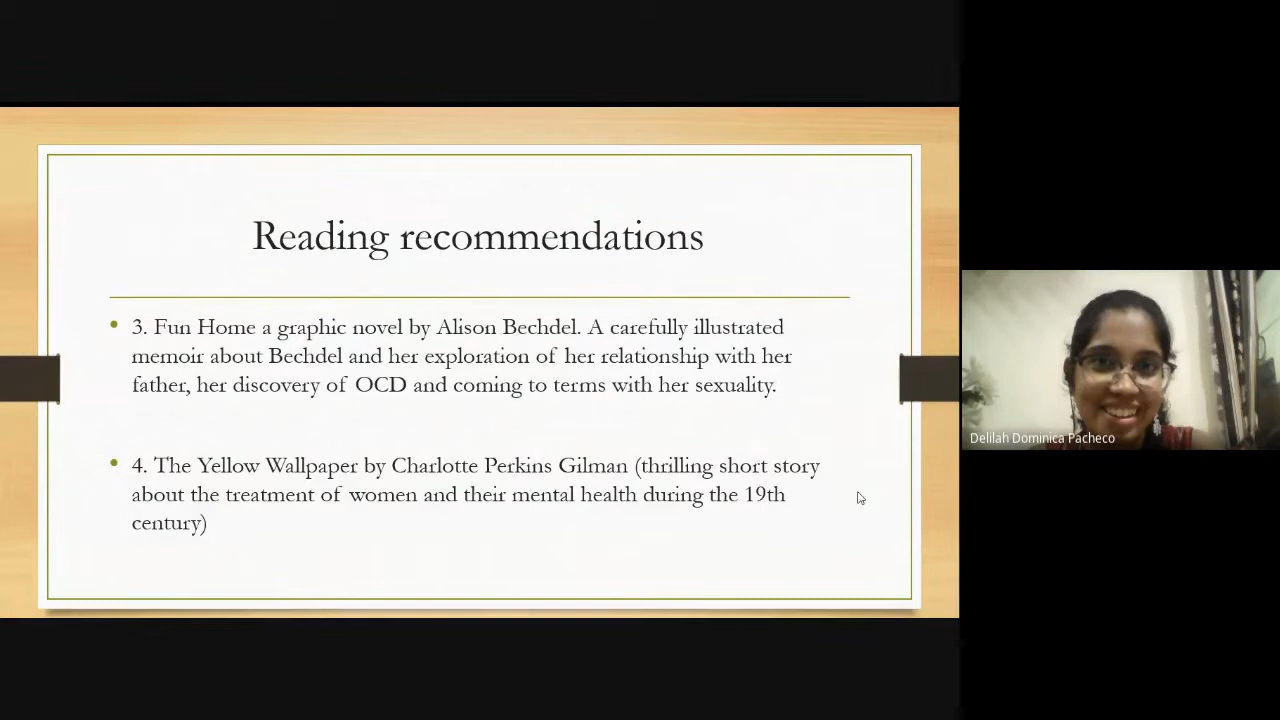 Reading recommendations
3. Fun Home a graphic novel by Alison Bechdel. A carefully illustrated
memoir about Bechdel and her exploration of her relationship with her
father, her discovery of OCD and coming to terms with her sexuality.
4. The Yellow Wallpaper by Charlotte Perkins Gilman (thrilling short story
about the treatment of women and their mental health during the 19th
century)
Delilah Dominica Pacheco